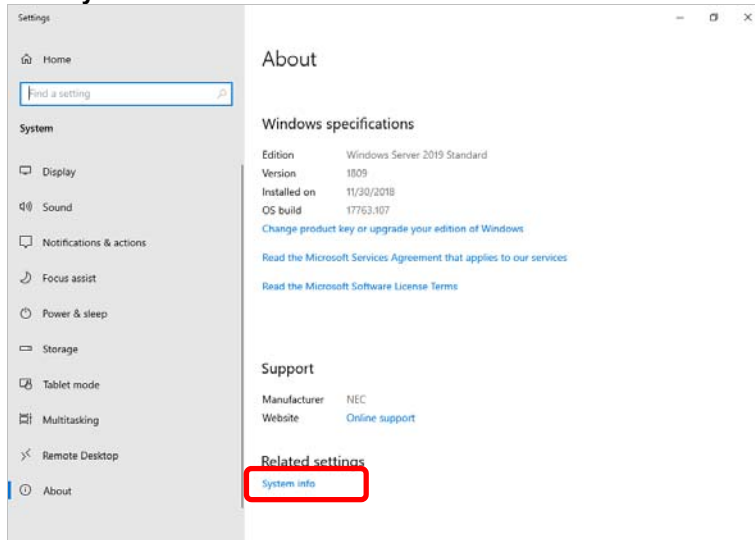 Settings
Home
Find a setting
System
Display
Sound
Notifications & actions
Focus assist
Power & sleep
Storage
Tablet mode
Multitasking
Remote Desktop
About
About
Windows specifications
Edition Windows Server 2019 Standard
Version 1809
Installed on 11/30/2018
OS build 17763.107
Change product key or upgrade your edition of Windows
Read the Microsoft Services Agreement that applies to our services
Read the Microsoft Software License Terms
Support
Manufacturer NEC
Website Online support
Related settings
System info